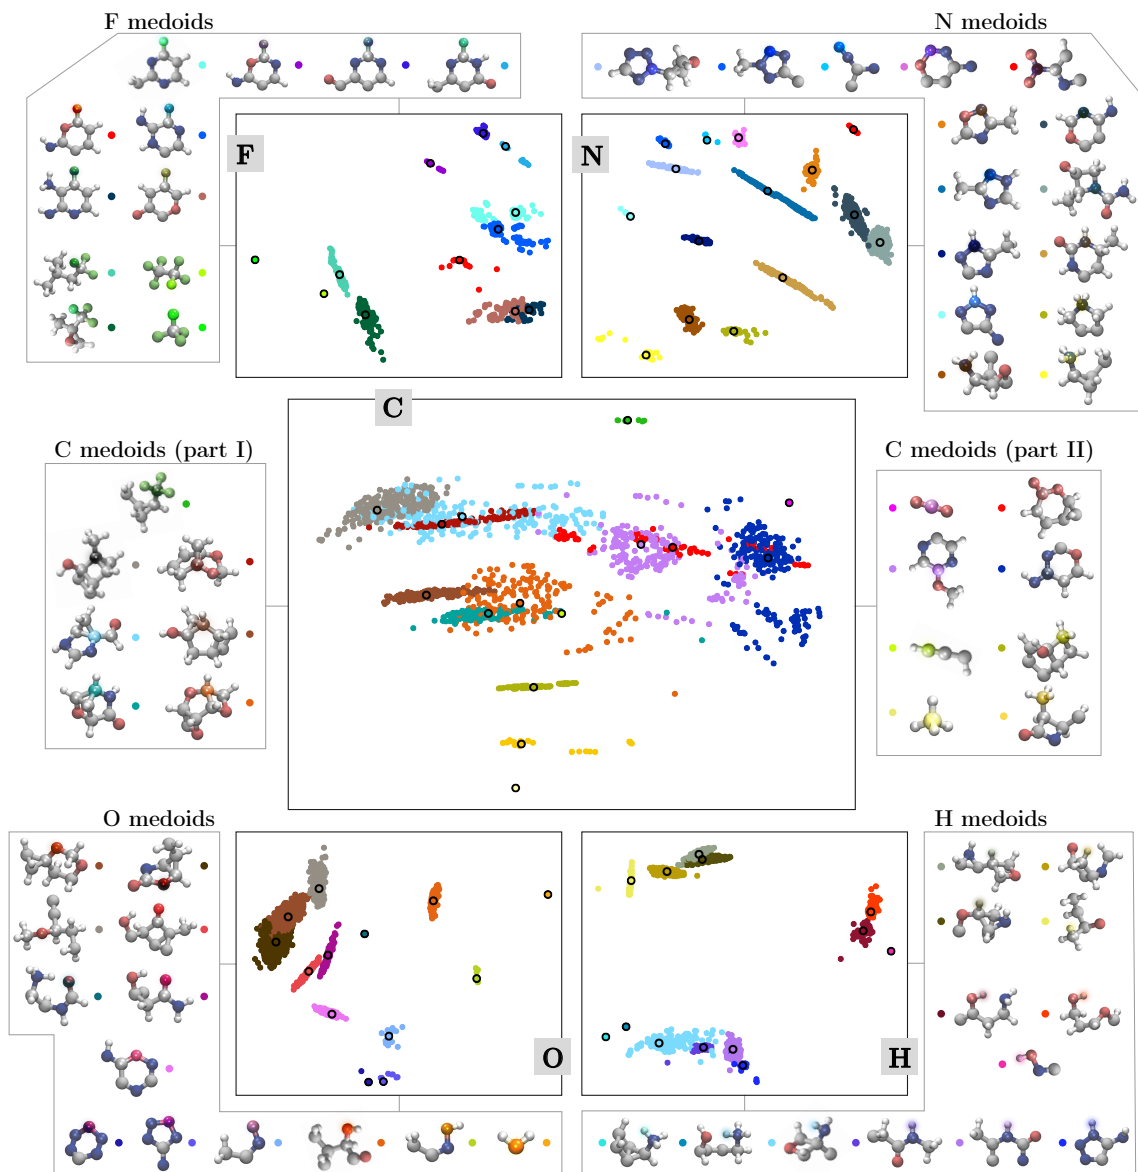 F medoids
N medoids
F
N
C
C medoids (part I)
C medoids (part II)
O medoids
H medoids
O
H